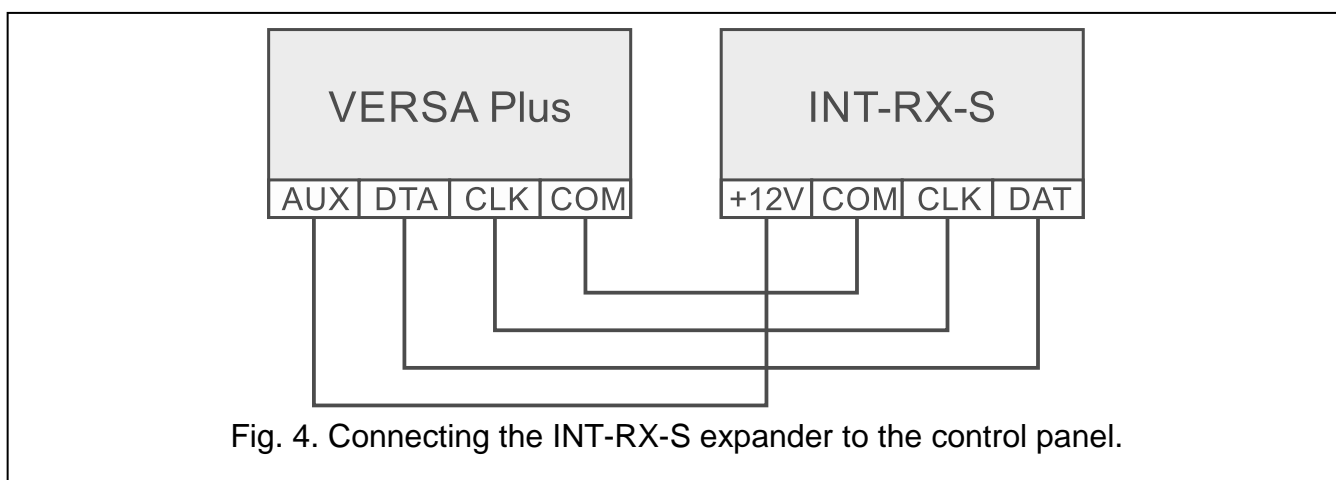 VERSA Plus
INT-RX-S
AUX DTA CLK COM
+12V COM CLK DAT
Fig. 4. Connecting the INT-RX-S expander to the control panel.